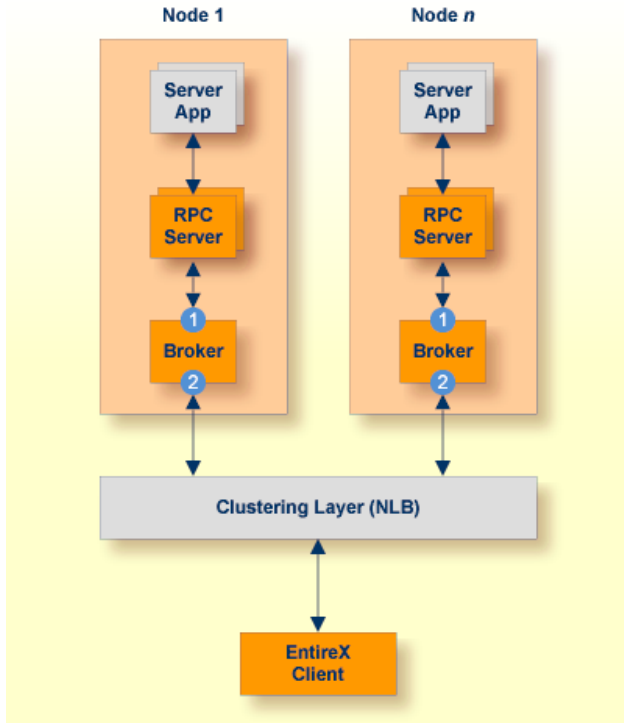 Node 1
Server
App
RPC
Server
1
Broker
2
Node n
Server
App
RPC
Server
1
Broker
2
Clustering Layer (NLB)
EntireX
Client